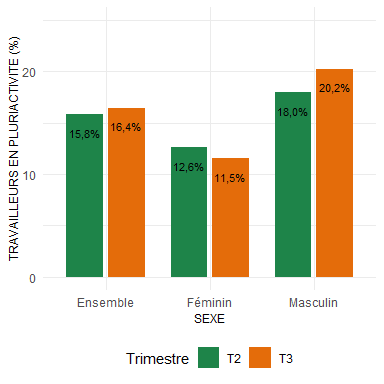 TRAVAILLEURS EN PLURIACTIVITE (%)
20
10
0
15,8%
16,4%
12,6%
11,5%
18,0%
20,2%
Ensemble
Féminin
Masculin
SEXE
Trimestre
T2
T3